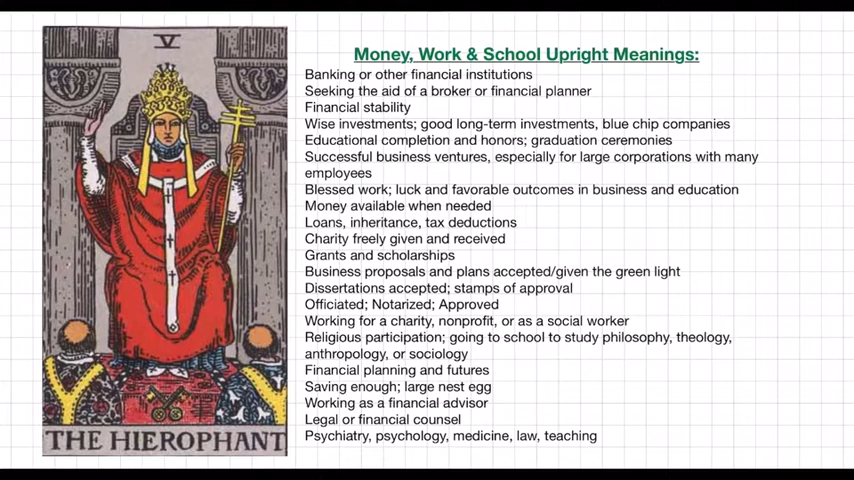 V
THE HIEROPHANT
Money, Work & School Upright Meanings:
Banking or other financial institutions
Seeking the aid of a broker or financial planner
Financial stability
Wise investments; good long-term investments, blue chip companies
Educational completion and honors; graduation ceremonies
Successful business ventures, especially for large corporations with many
employees
Blessed work; luck and favorable outcomes in business and education
Money available when needed
Loans, inheritance, tax deductions
Charity freely given and received
Grants and scholarships
Business proposals and plans accepted/given the green light
Dissertations accepted; stamps of approval
Officiated; Notarized; Approved
Working for a charity, nonprofit, or as a social worker
Religious participation; going to school to study philosophy, theology,
anthropology, or sociology
Financial planning and futures
Saving enough; large nest egg
Working as a financial advisor
Legal or financial counsel
Psychiatry, psychology, medicine, law, teaching